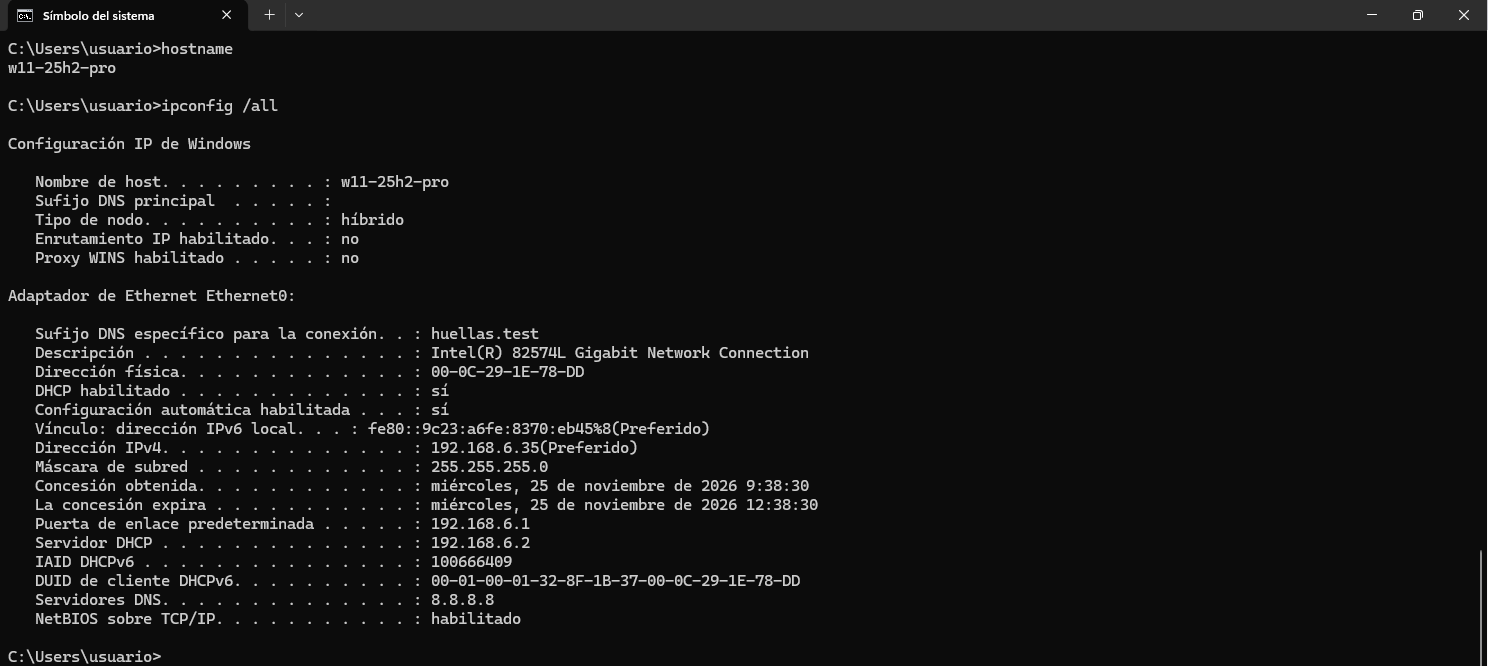 Símbolo del sistema
C:\Users\usuario>hostname
w11-25h2-pro
C:\Users\usuario>ipconfig /all
Configuración IP de Windows
Nombre de host. . . . . . . . . : w11-25h2-pro
Sufijo DNS principal  . . . . . :
Tipo de nodo. . . . . . . . . . : híbrido
Enrutamiento IP habilitado. . . : no
Proxy WINS habilitado . . . . . : no
Adaptador de Ethernet Ethernet0:
Sufijo DNS específico para la conexión. . : huellas.test
Descripción . . . . . . . . . . . . . . . : Intel(R) 82574L Gigabit Network Connection
Dirección física. . . . . . . . . . . . . : 00-0C-29-1E-78-DD
DHCP habilitado . . . . . . . . . . . . . : sí
Configuración automática habilitada . . . : sí
Vínculo: dirección IPv6 local. . . : fe80::9c23:a6fe:8370:eb45%8(Preferido)
Dirección IPv4. . . . . . . . . . . . . . : 192.168.6.35(Preferido)
Máscara de subred . . . . . . . . . . . . : 255.255.255.0
Concesión obtenida. . . . . . . . . . . . : miércoles, 25 de noviembre de 2026 9:38:30
La concesión expira . . . . . . . . . . . : miércoles, 25 de noviembre de 2026 12:38:30
Puerta de enlace predeterminada . . . . . : 192.168.6.1
Servidor DHCP . . . . . . . . . . . . . . : 192.168.6.2
IAID DHCPv6 . . . . . . . . . . . . . . . : 100666409
DUID de cliente DHCPv6. . . . . . . . . . : 00-01-00-01-32-8F-1B-37-00-0C-29-1E-78-DD
Servidores DNS. . . . . . . . . . . . . . : 8.8.8.8
NetBIOS sobre TCP/IP. . . . . . . . . . . : habilitado
C:\Users\usuario>